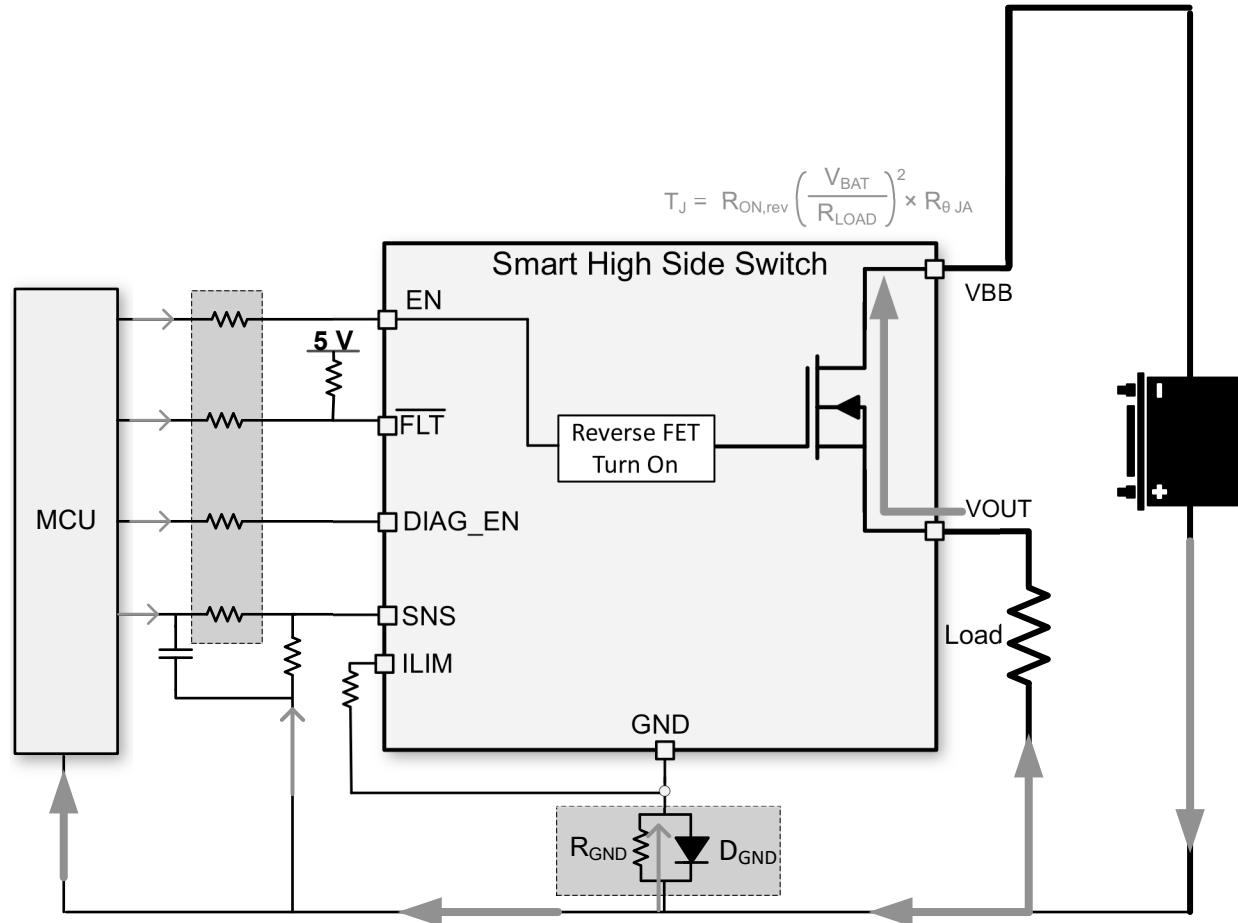 T_J = R_ON,rev (V_BAT / R_LOAD)^2 × R_θ JA
Smart High Side Switch
EN
VBB
5 V
FLT
Reverse FET
Turn On
MCU
DIAG_EN
VOUT
SNS
Load
ILIM
GND
R_GND
D_GND
-
+